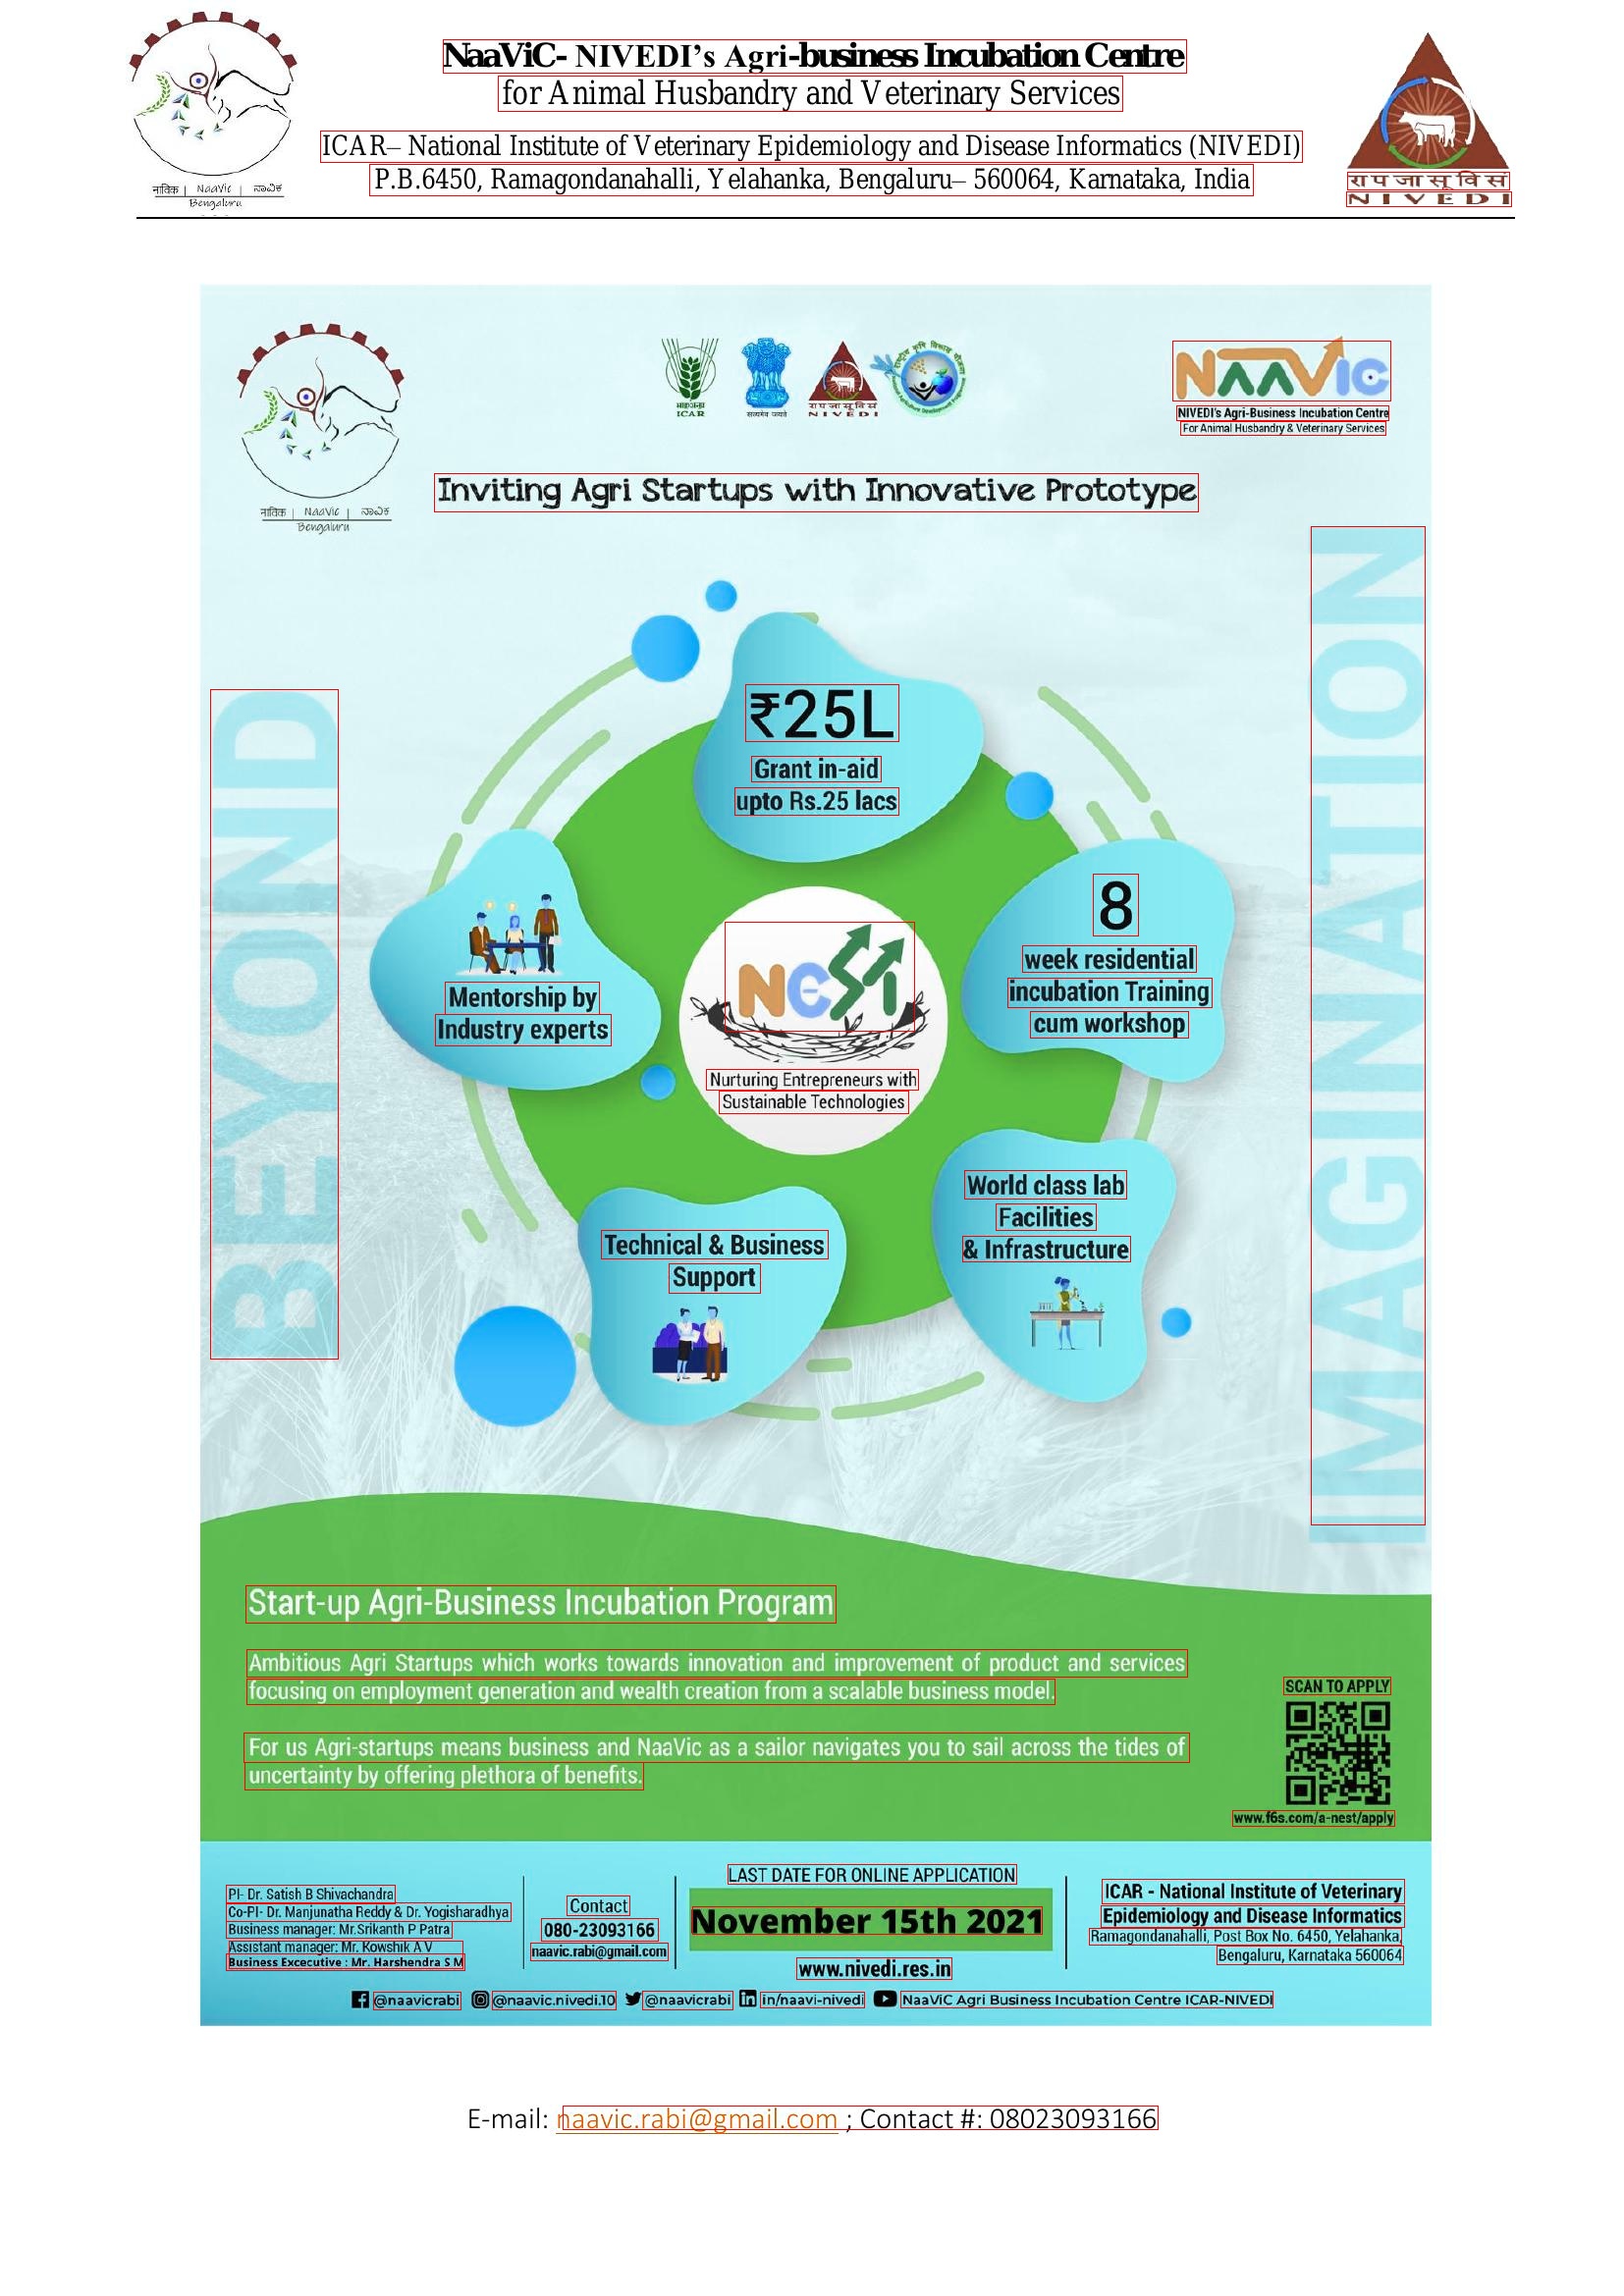 NaaViC- NIVEDI's Agri-business Incubation Centre
for Animal Husbandry and Veterinary Services
ICAR– National Institute of Veterinary Epidemiology and Disease Informatics (NIVEDI)
P.B.6450, Ramagondanahalli, Yelahanka, Bengaluru– 560064, Karnataka, India
नाविक | NaaVic | ನಾವಿಕ
Bengaluru
रा प जा सू वि स
NIVEDI
ICAR
सत्यमेव जयते
रा प जा सू वि स
NIVEDI
NAAVIC
NIVEDI's Agri-Business Incubation Centre
For Animal Husbandry & Veterinary Services
नाविक | NaaVic | ನಾವಿಕ
Bengaluru
Inviting Agri Startups with Innovative Prototype
BEYOND
IMAGINATION
₹25L
Grant in-aid
upto Rs.25 lacs
8
week residential
incubation Training
cum workshop
Mentorship by
Industry experts
NEST
Nurturing Entrepreneurs with
Sustainable Technologies
World class lab
Facilities
& Infrastructure
Technical & Business
Support
Start-up Agri-Business Incubation Program
Ambitious Agri Startups which works towards innovation and improvement of product and services
focusing on employment generation and wealth creation from a scalable business model.
For us Agri-startups means business and NaaVic as a sailor navigates you to sail across the tides of
uncertainty by offering plethora of benefits.
SCAN TO APPLY
www.f6s.com/a-nest/apply
PI- Dr. Satish B Shivachandra
Co-PI- Dr. Manjunatha Reddy & Dr. Yogisharadhya
Business manager: Mr.Srikanth P Patra
Assistant manager: Mr. Kowshik A V
Business Excecutive : Mr. Harshendra S M
Contact
080-23093166
naavic.rabi@gmail.com
LAST DATE FOR ONLINE APPLICATION
November 15th 2021
www.nivedi.res.in
ICAR - National Institute of Veterinary
Epidemiology and Disease Informatics
Ramagondanahalli, Post Box No. 6450, Yelahanka,
Bengaluru, Karnataka 560064
@naavicrabi @naavic.nivedi.10 @naavicrabi in/naavi-nivedi NaaViC Agri Business Incubation Centre ICAR-NIVEDI
E-mail: naavic.rabi@gmail.com ; Contact #: 08023093166